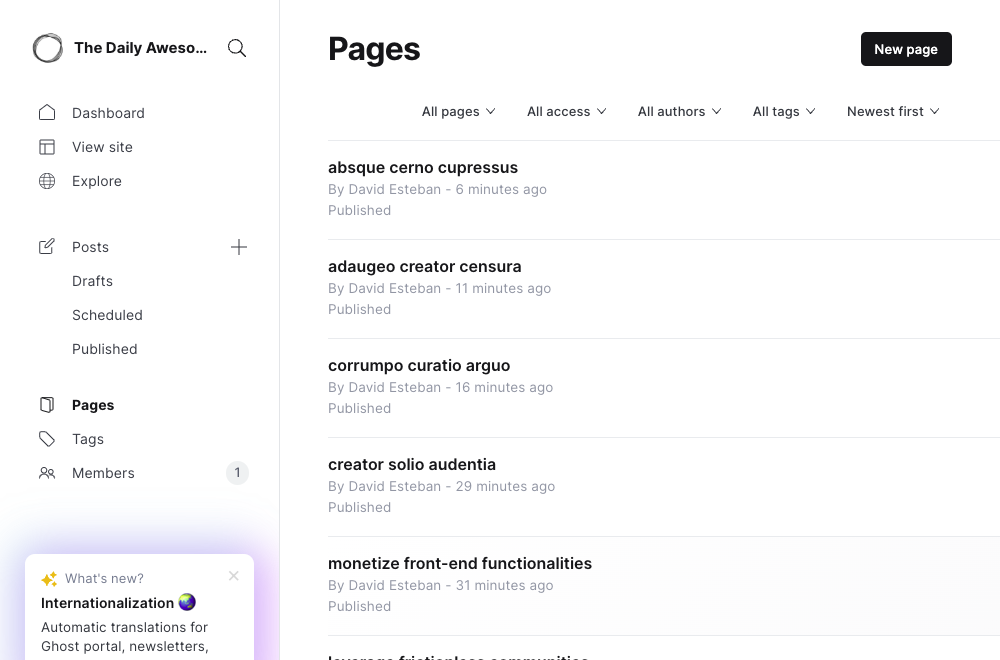 The Daily Aweso...
Dashboard
View site
Explore
Posts
Drafts
Scheduled
Published
Pages
Tags
Members 1
What's new?
Internationalization
Automatic translations for
Ghost portal, newsletters,
Pages
New page
All pages All access All authors All tags Newest first
absque cerno cupressus
By David Esteban - 6 minutes ago
Published
adaugeo creator censura
By David Esteban - 11 minutes ago
Published
corrumpo curatio arguo
By David Esteban - 16 minutes ago
Published
creator solio audentia
By David Esteban - 29 minutes ago
Published
monetize front-end functionalities
By David Esteban - 31 minutes ago
Published
leverage frictionless communities